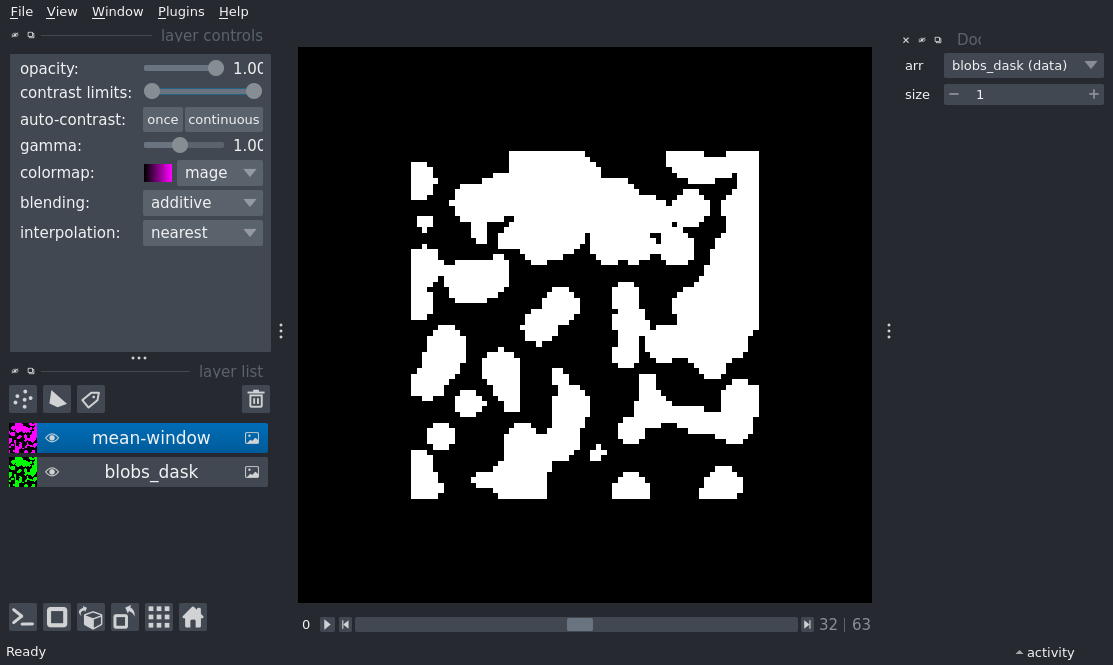 File View Window Plugins Help
layer controls
opacity: 1.00
contrast limits:
auto-contrast: once continuous
gamma: 1.00
colormap: mage
blending: additive
interpolation: nearest
layer list
mean-window
blobs_dask
Ready
0 32 | 63
Doc
arr blobs_dask (data)
size 1
activity